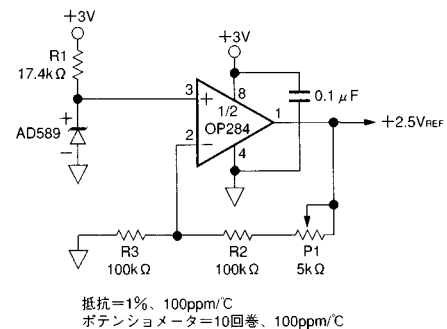 +3V
R1
17.4kΩ
+
AD589
−
+3V
3
+
8
1/2
OP284
2
−
4
1
0.1 μF
+2.5VREF
R3
100kΩ
R2
100kΩ
P1
5kΩ
抵抗=1%、100ppm/℃
ポテンショメータ=10回巻、100ppm/℃